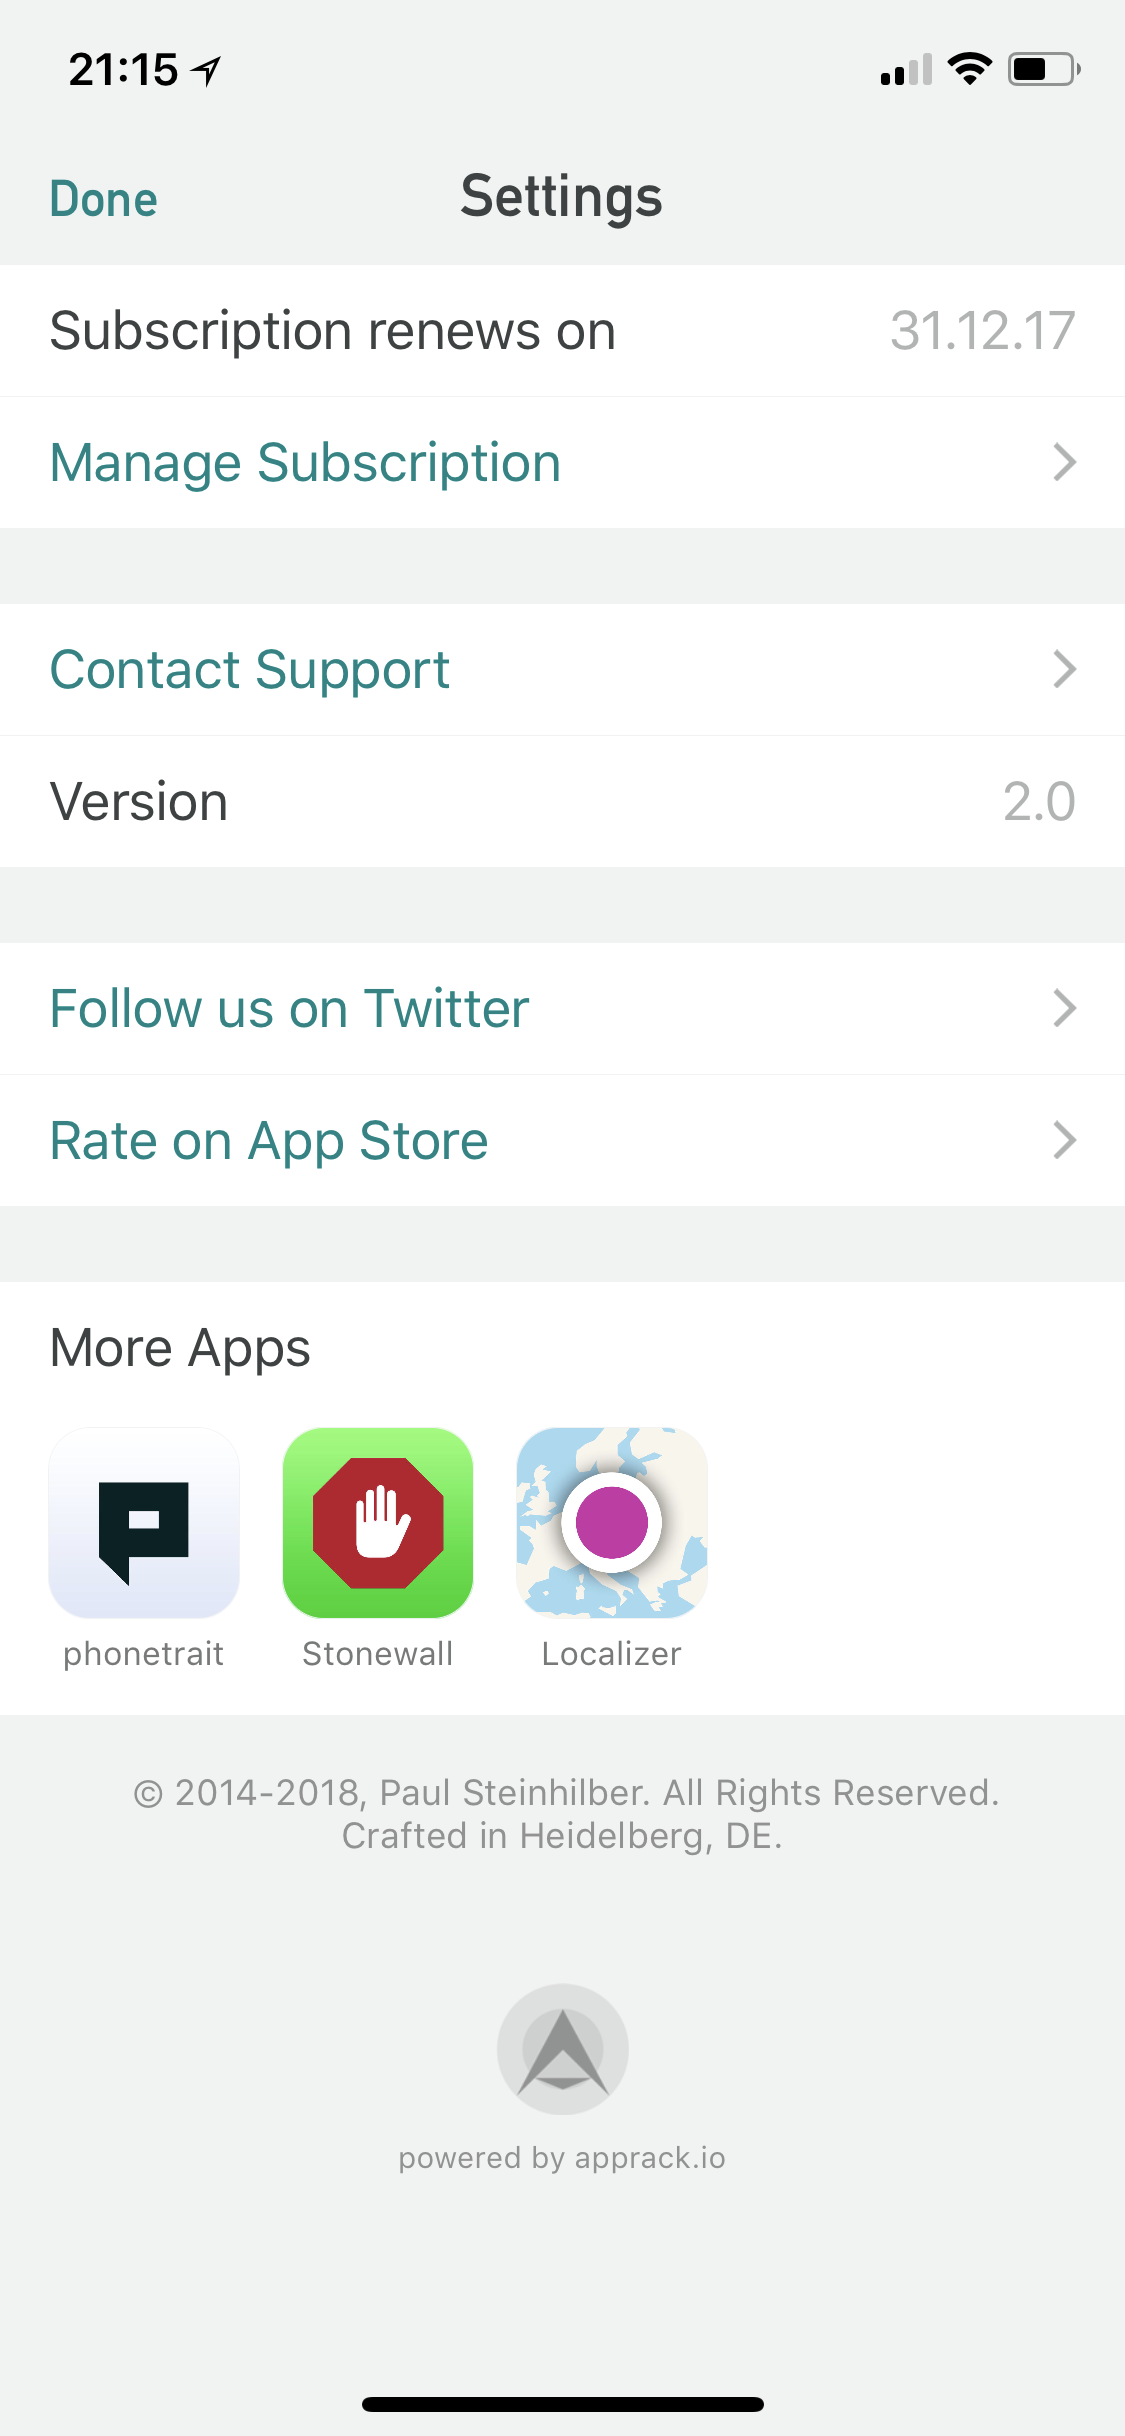 21:15
Done
Settings
Subscription renews on 31.12.17
Manage Subscription
Contact Support
Version 2.0
Follow us on Twitter
Rate on App Store
More Apps
phonetrait Stonewall Localizer
© 2014-2018, Paul Steinhilber. All Rights Reserved.
Crafted in Heidelberg, DE.
powered by apprack.io